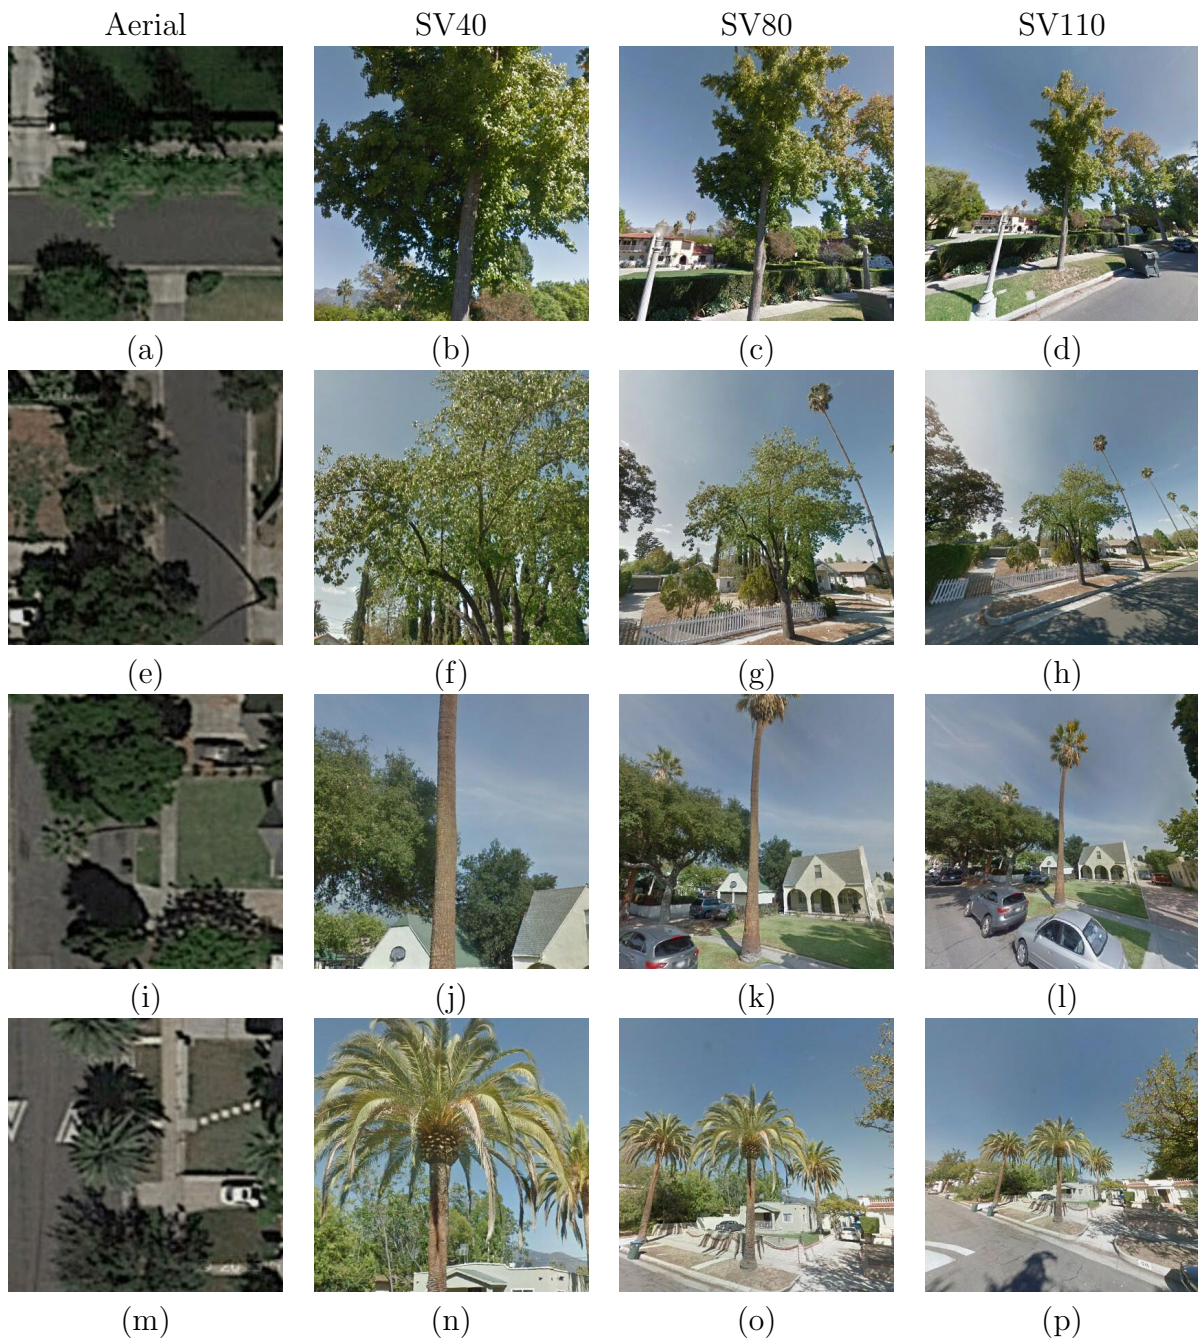 Aerial SV40 SV80 SV110
(a) (b) (c) (d)
(e) (f) (g) (h)
(i) (j) (k) (l)
(m) (n) (o) (p)